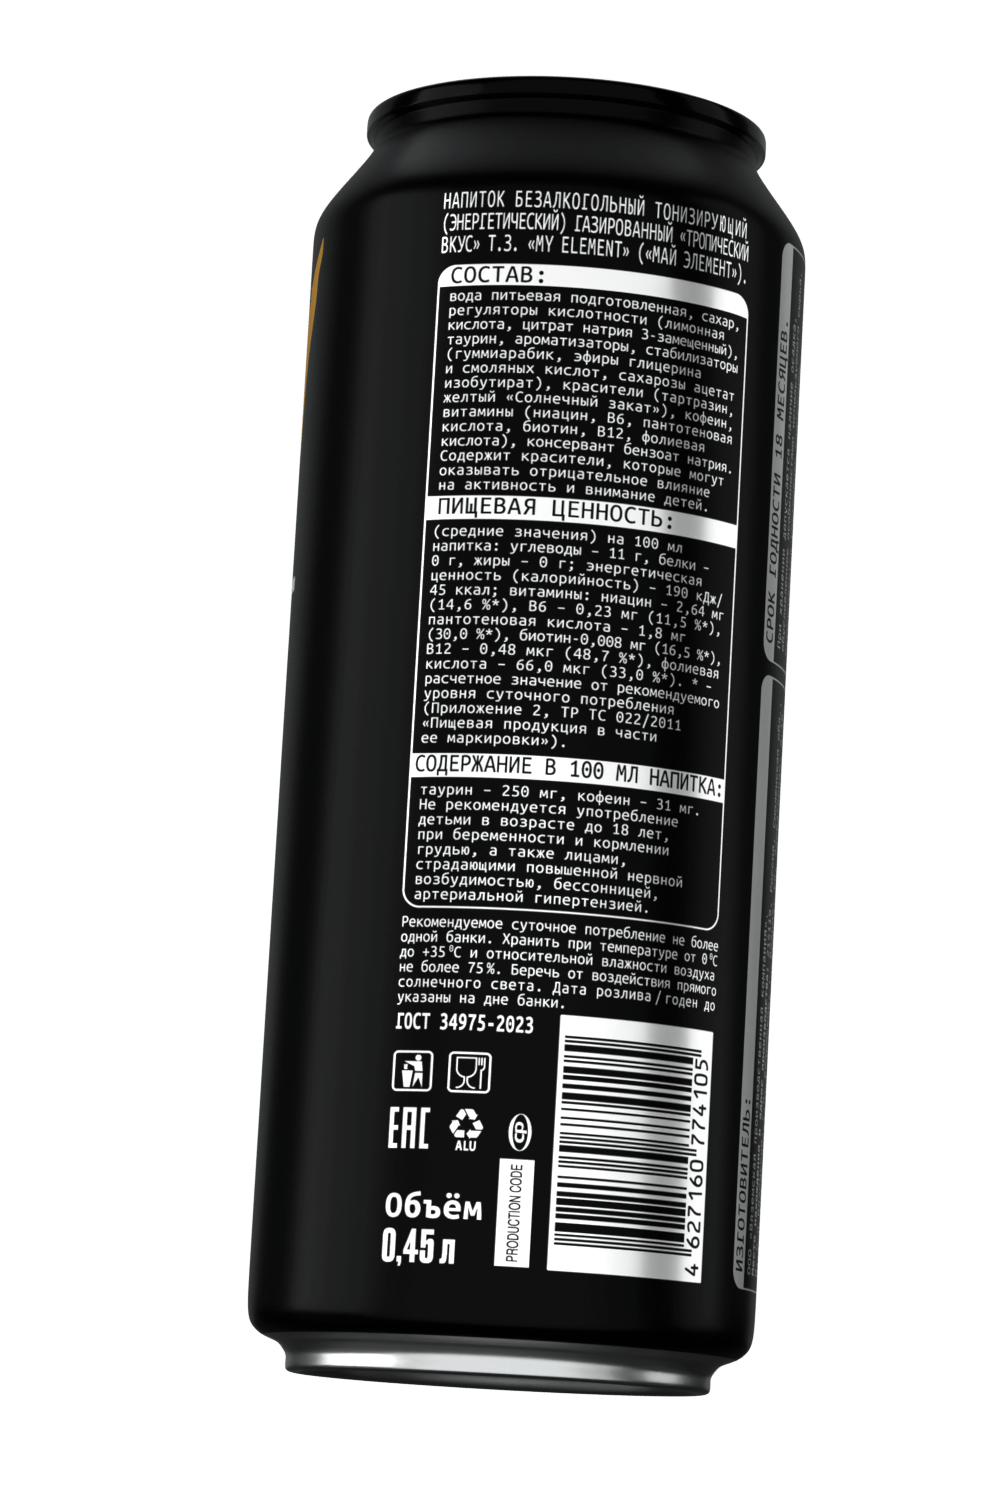 НАПИТОК БЕЗАЛКОГОЛЬНЫЙ ТОНИЗИРУЮЩИЙ
(ЭНЕРГЕТИЧЕСКИЙ) ГАЗИРОВАННЫЙ «ТРОПИЧЕСКИЙ
ВКУС» Т.З. «MY ELEMENT» («МАЙ ЭЛЕМЕНТ»).
СОСТАВ:
вода питьевая подготовленная, сахар,
регуляторы кислотности (лимонная
кислота, цитрат натрия 3-замещенный),
таурин, ароматизаторы, стабилизаторы
(гуммиарабик, эфиры глицерина
и смоляных кислот, сахарозы ацетат
изобутират), красители (тартразин,
желтый «Солнечный закат»), кофеин,
витамины (ниацин, B6, пантотеновая
кислота, биотин, B12, фолиевая
кислота), консервант бензоат натрия.
Содержит красители, которые могут
оказывать отрицательное влияние
на активность и внимание детей.
ПИЩЕВАЯ ЦЕННОСТЬ:
(средние значения) на 100 мл
напитка: углеводы – 11 г, белки –
0 г, жиры – 0 г; энергетическая
ценность (калорийность) – 190 кДж/
45 ккал; витамины: ниацин – 2,64 мг
(14,6 %*), B6 – 0,23 мг (11,5 %*),
пантотеновая кислота – 1,8 мг
(30,0 %*), биотин-0,008 мг (16,5 %*),
B12 – 0,48 мкг (48,7 %*), фолиевая
кислота – 66,0 мкг (33,0 %*). * –
расчетное значение от рекомендуемого
уровня суточного потребления
(Приложение 2, ТР ТС 022/2011
«Пищевая продукция в части
ее маркировки»).
СОДЕРЖАНИЕ В 100 МЛ НАПИТКА:
таурин – 250 мг, кофеин – 31 мг.
Не рекомендуется употребление
детьми в возрасте до 18 лет,
при беременности и кормлении
грудью, а также лицами,
страдающими повышенной нервной
возбудимостью, бессонницей,
артериальной гипертензией.
Рекомендуемое суточное потребление не более
одной банки. Хранить при температуре от 0°С
до +35°С и относительной влажности воздуха
не более 75%. Беречь от воздействия прямого
солнечного света. Дата розлива/годен до
указаны на дне банки.
ГОСТ 34975-2023
EAC
ALU
PRODUCTION CODE
Объём
0,45 л
4 627160 774105
СРОК ГОДНОСТИ 18 МЕСЯЦЕВ.
ИЗГОТОВИТЕЛЬ: